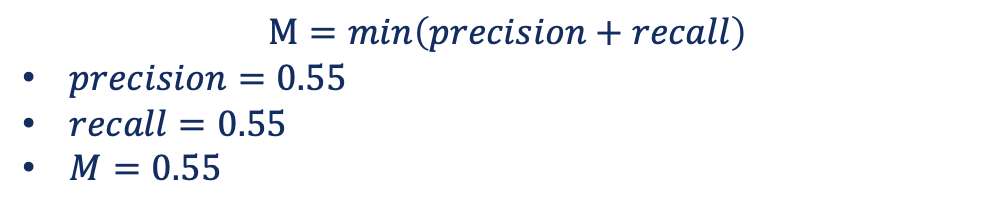 M = min(precision + recall)
• precision = 0.55
• recall = 0.55
• M = 0.55